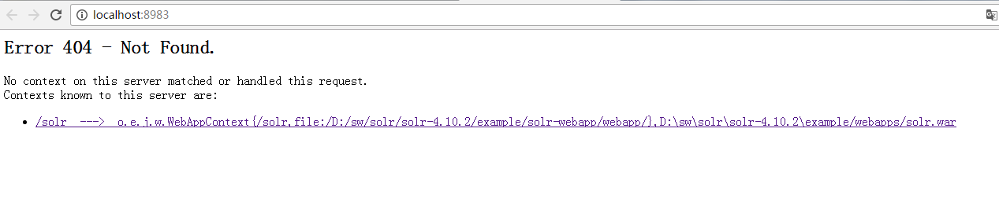 localhost:8983
Error 404 - Not Found.
No context on this server matched or handled this request.
Contexts known to this server are:
• /solr ---> o.e.j.w.WebAppContext{/solr,file:/D:/sw/solr/solr-4.10.2/example/solr-webapp/webapp/},D:\sw\solr\solr-4.10.2\example/webapps/solr.war